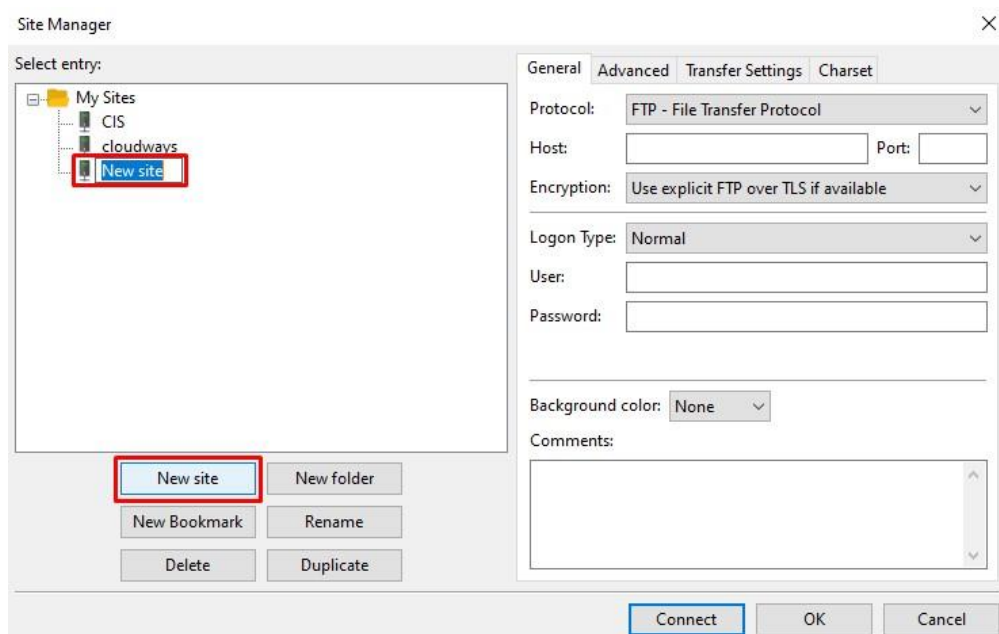 Site Manager
Select entry:
My Sites
CIS
cloudways
New site
New site
New folder
New Bookmark
Rename
Delete
Duplicate
General
Advanced
Transfer Settings
Charset
Protocol:
FTP - File Transfer Protocol
Host:
Port:
Encryption:
Use explicit FTP over TLS if available
Logon Type:
Normal
User:
Password:
Background color:
None
Comments:
Connect
OK
Cancel